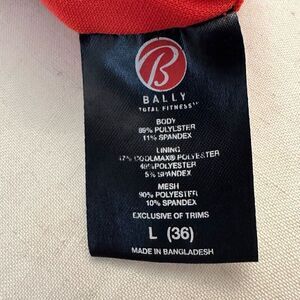 B
BALLY
TOTAL FITNESS
BODY
89% POLYLSTER
11% SPANDEX
LINING
47% COOLMAX® POLYESTER
48% POLYESTER
5% SPANDEX
MESH
90% POLYESTER
10% SPANDEX
EXCLUSIVE OF TRIMS
L (36)
MADE IN BANGLADESH